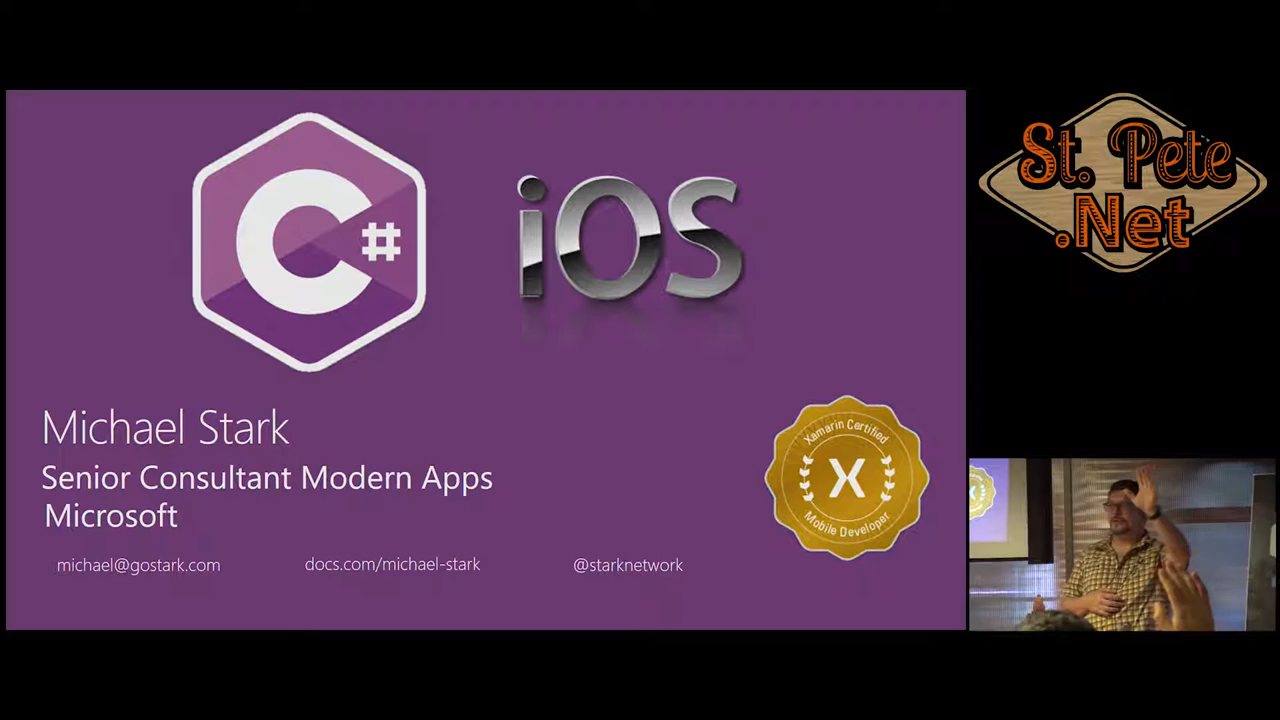 C#
iOS
Michael Stark
Senior Consultant Modern Apps
Microsoft
michael@gostark.com
docs.com/michael-stark
@starknetwork
Xamarin Certified
X
Mobile Developer
St. Pete
.Net